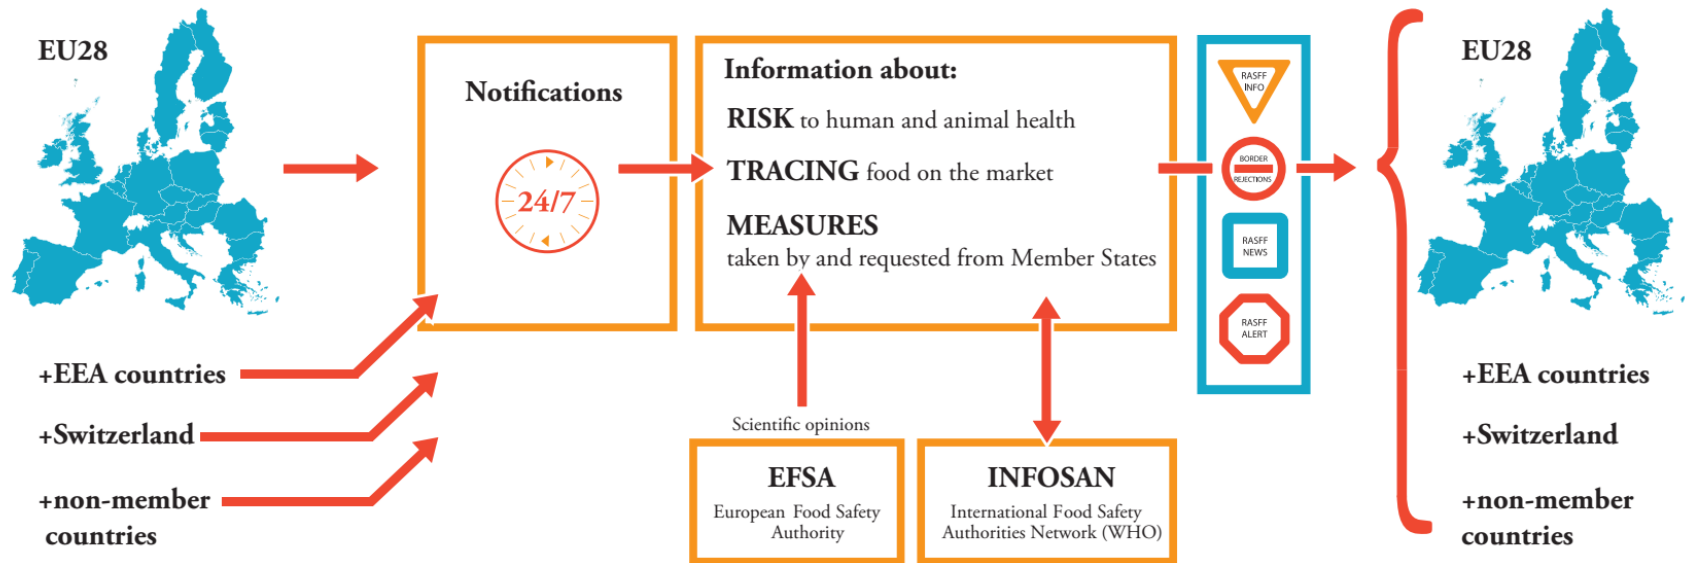 EU28
+EEA countries
+Switzerland
+non-member
countries
Notifications
24/7
Information about:
RISK to human and animal health
TRACING food on the market
MEASURES
taken by and requested from Member States
Scientific opinions
EFSA
European Food Safety
Authority
INFOSAN
International Food Safety
Authorities Network (WHO)
RASFF
INFO
BORDER
REJECTIONS
RASFF
NEWS
RASFF
ALERT
EU28
+EEA countries
+Switzerland
+non-member
countries